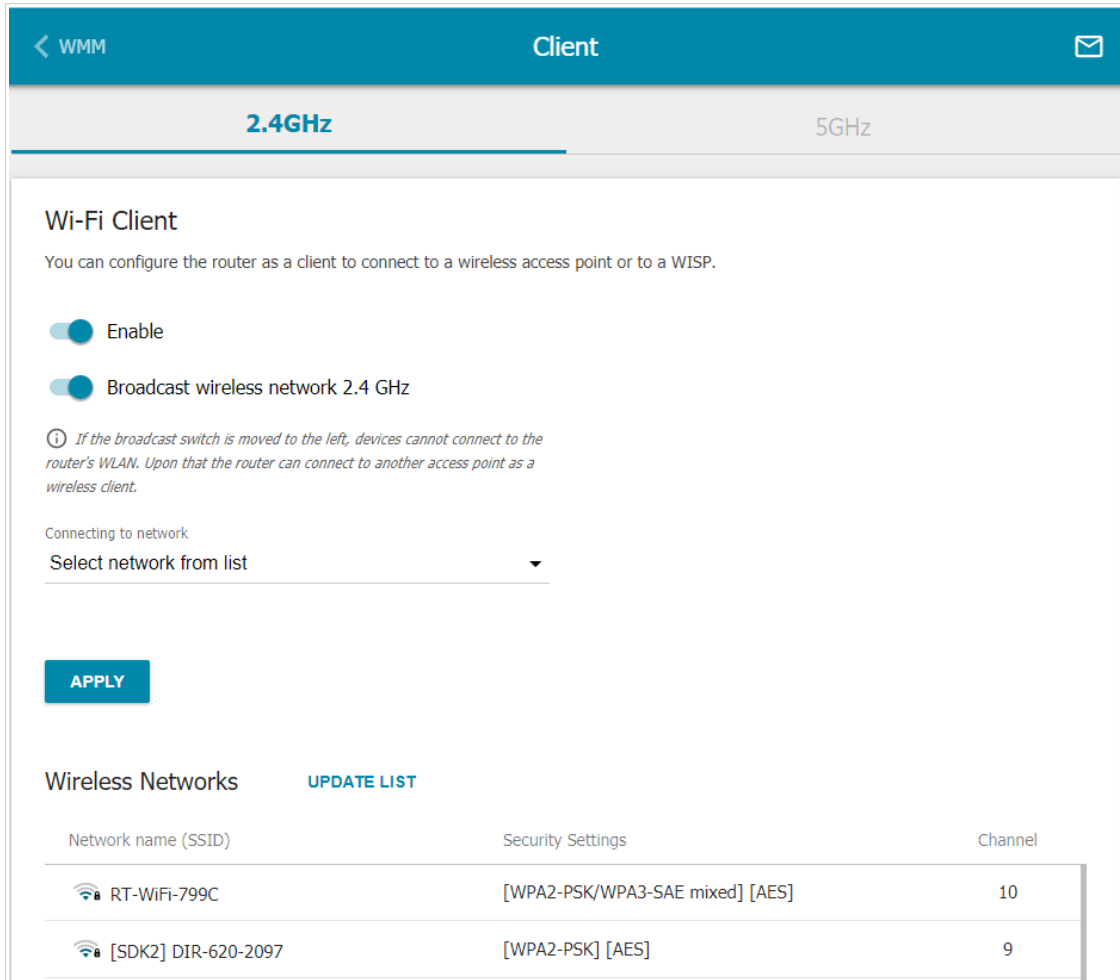 WMM
Client
2.4GHz
5GHz
Wi-Fi Client
You can configure the router as a client to connect to a wireless access point or to a WISP.
Enable
Broadcast wireless network 2.4 GHz
If the broadcast switch is moved to the left, devices cannot connect to the
router's WLAN. Upon that the router can connect to another access point as a
wireless client.
Connecting to network
Select network from list
APPLY
Wireless Networks UPDATE LIST
Network name (SSID) Security Settings Channel
RT-WiFi-799C [WPA2-PSK/WPA3-SAE mixed] [AES] 10
[SDK2] DIR-620-2097 [WPA2-PSK] [AES] 9